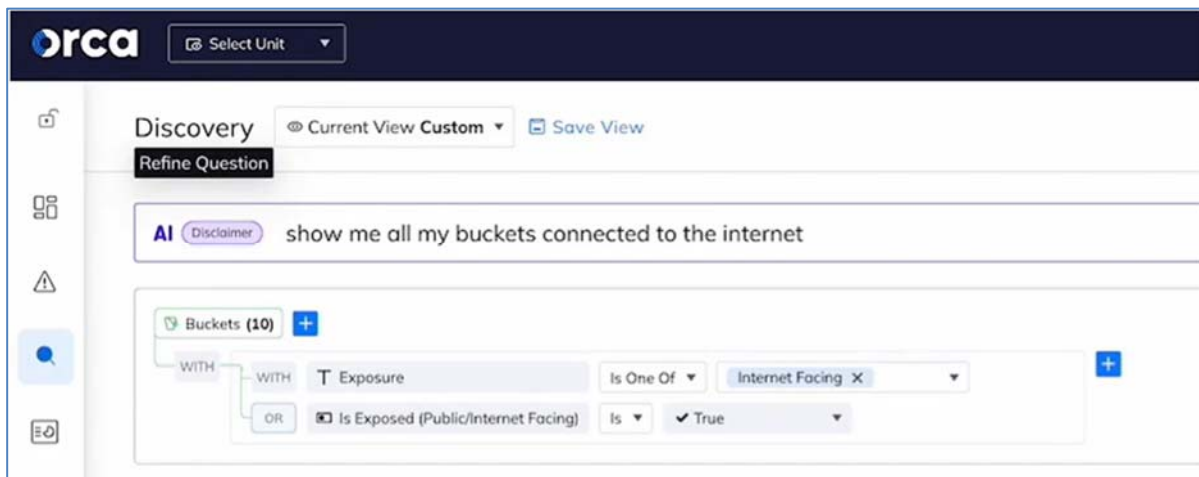 orca Select Unit
Discovery Current View Custom Save View
Refine Question
AI Disclaimer show me all my buckets connected to the internet
Buckets (10) +
WITH WITH T Exposure Is One Of Internet Facing X +
OR Is Exposed (Public/Internet Facing) Is True